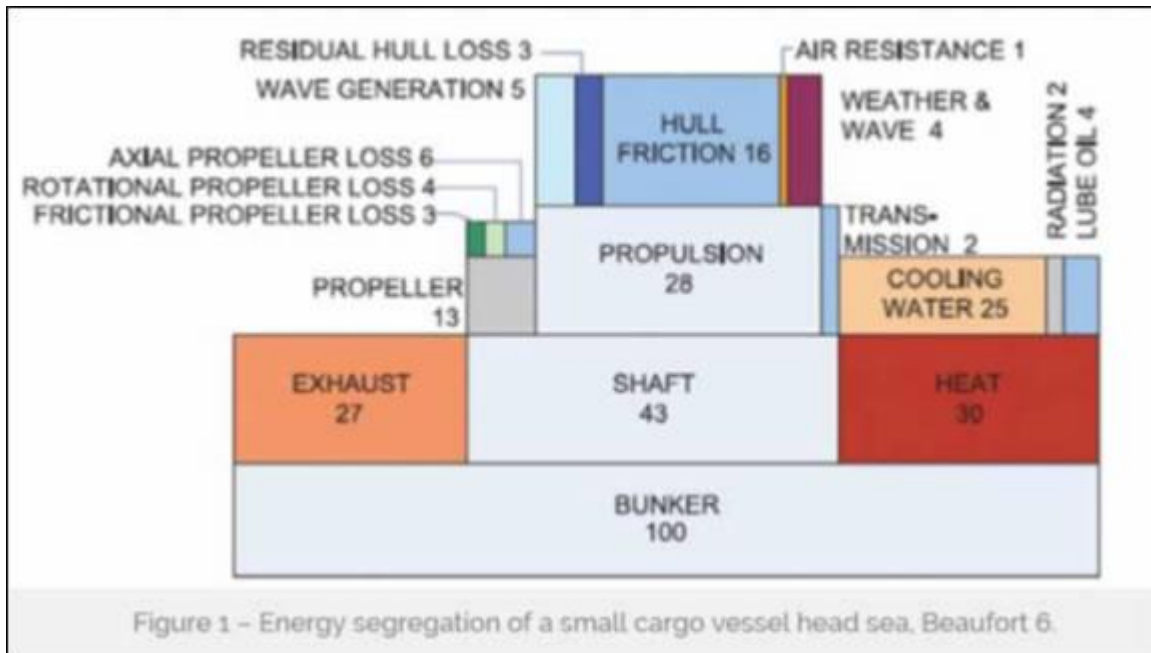 RESIDUAL HULL LOSS 3
AIR RESISTANCE 1
WAVE GENERATION 5
HULL
FRICTION 16
WEATHER &
WAVE 4
RADIATION 2
LUBE OIL 4
AXIAL PROPELLER LOSS 6
ROTATIONAL PROPELLER LOSS 4
FRICTIONAL PROPELLER LOSS 3
PROPELLER
13
PROPULSION
28
TRANS-
MISSION 2
COOLING
WATER 25
EXHAUST
27
SHAFT
43
HEAT
30
BUNKER
100
Figure 1 – Energy segregation of a small cargo vessel head sea, Beaufort 6.